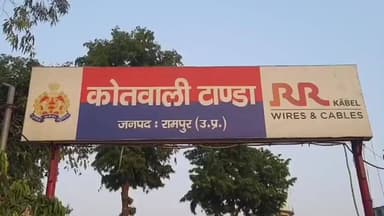 कोतवाली टाण्डा
जनपद : रामपुर (उ.प्र.)
RR KABEL
WIRES & CABLES